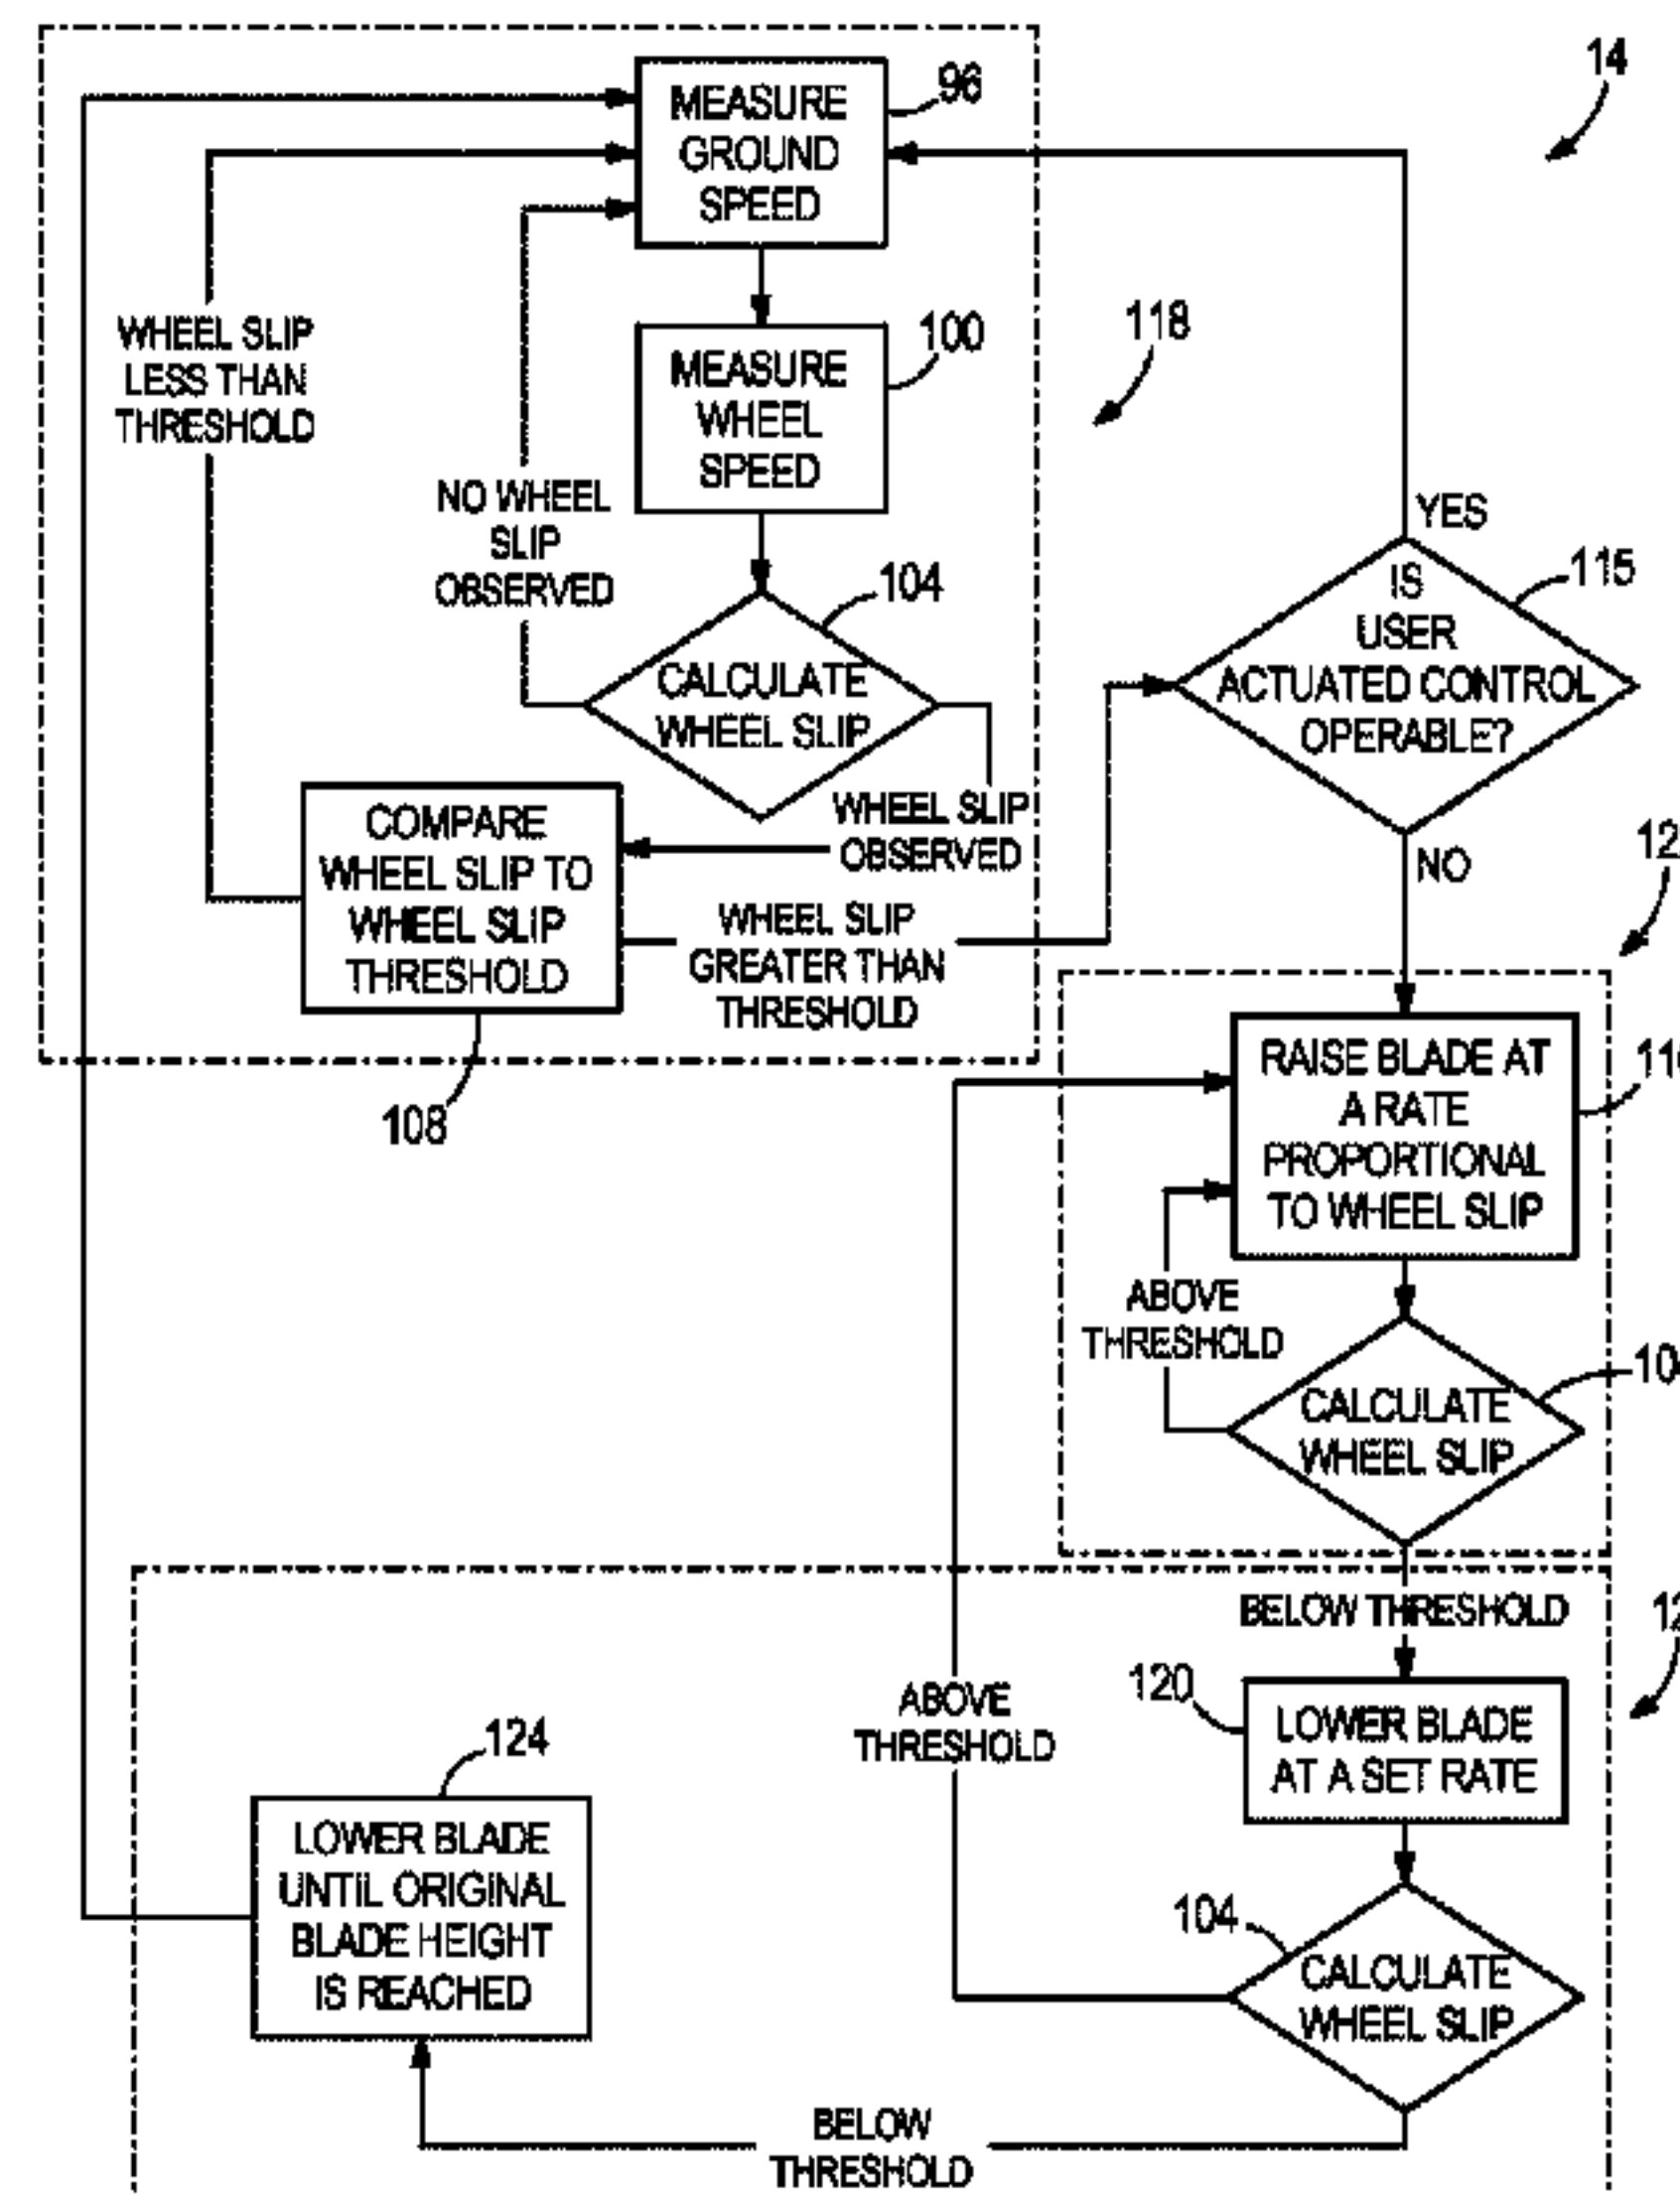 14
MEASURE
GROUND
SPEED
96
118
MEASURE
WHEEL
SPEED
100
WHEEL SLIP
LESS THAN
THRESHOLD
NO WHEEL
SLIP
OBSERVED
104
CALCULATE
WHEEL SLIP
YES
115
IS
USER
ACTUATED CONTROL
OPERABLE?
NO
WHEEL SLIP
OBSERVED
COMPARE
WHEEL SLIP TO
WHEEL SLIP
THRESHOLD
WHEEL SLIP
GREATER THAN
THRESHOLD
108
RAISE BLADE AT
A RATE
PROPORTIONAL
TO WHEEL SLIP
ABOVE
THRESHOLD
CALCULATE
WHEEL SLIP
BELOW THRESHOLD
120
LOWER BLADE
AT A SET RATE
ABOVE
THRESHOLD
124
LOWER BLADE
UNTIL ORIGINAL
BLADE HEIGHT
IS REACHED
104
CALCULATE
WHEEL SLIP
BELOW
THRESHOLD